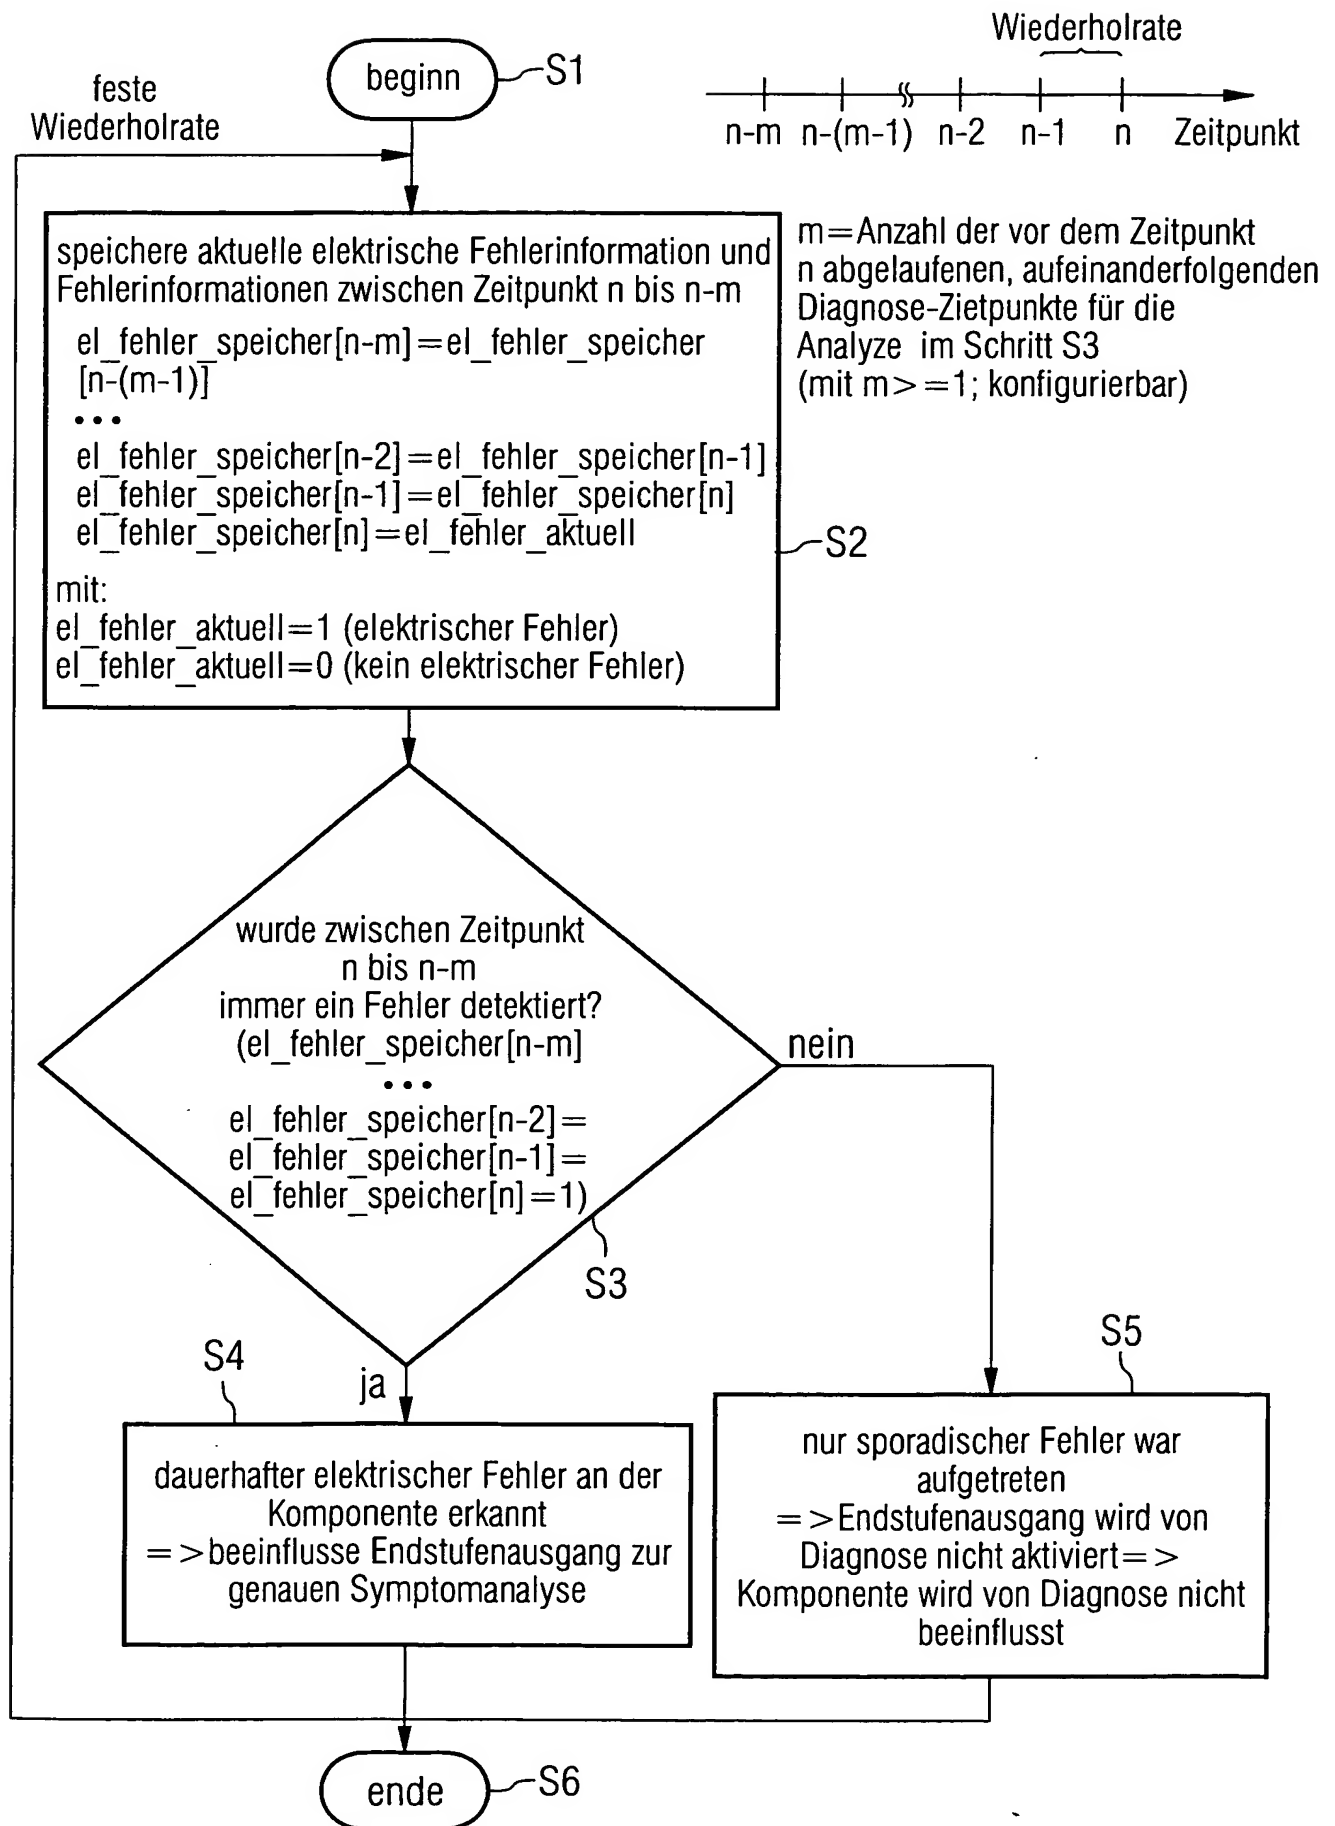 Wiederholrate
beginn
S1
feste
Wiederholrate
n-m n-(m-1) n-2 n-1 n Zeitpunkt
speichere aktuelle elektrische Fehlerinformation und
Fehlerinformationen zwischen Zeitpunkt n bis n-m
el_fehler_speicher[n-m]=el_fehler_speicher
[n-(m-1)]
•••
el_fehler_speicher[n-2]=el_fehler_speicher[n-1]
el_fehler_speicher[n-1]=el_fehler_speicher[n]
el_fehler_speicher[n]=el_fehler_aktuell
mit:
el_fehler_aktuell=1 (elektrischer Fehler)
el_fehler_aktuell=0 (kein elektrischer Fehler)
S2
m=Anzahl der vor dem Zeitpunkt
n abgelaufenen, aufeinanderfolgenden
Diagnose-Zietpunkte für die
Analyze im Schritt S3
(mit m>=1; konfigurierbar)
wurde zwischen Zeitpunkt
n bis n-m
immer ein Fehler detektiert?
(el_fehler_speicher[n-m]
•••
el_fehler_speicher[n-2]=
el_fehler_speicher[n-1]=
el_fehler_speicher[n]=1)
nein
S3
S4
ja
S5
dauerhafter elektrischer Fehler an der
Komponente erkannt
=>beeinflusse Endstufenausgang zur
genauen Symptomanalyse
nur sporadischer Fehler war
aufgetreten
=>Endstufenausgang wird von
Diagnose nicht aktiviert=>
Komponente wird von Diagnose nicht
beeinflusst
ende
S6